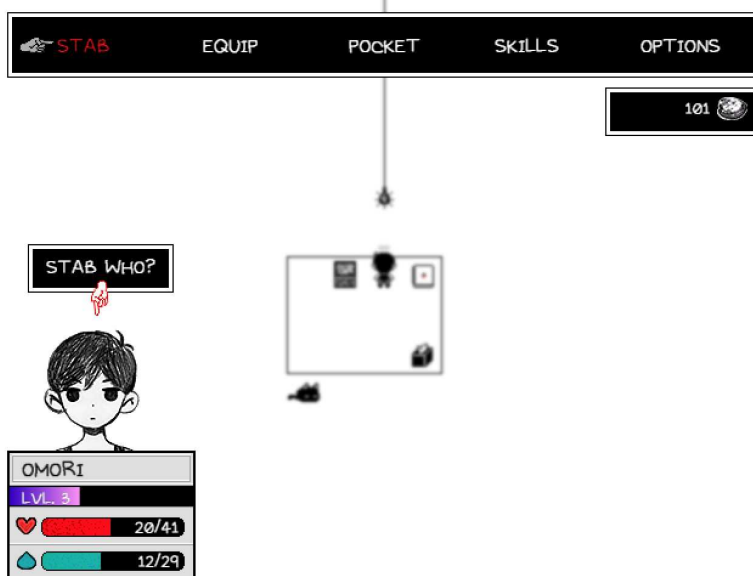 STAB EQUIP POCKET SKILLS OPTIONS
101
STAB WHO?
OMORI
LVL. 3
20/41
12/29